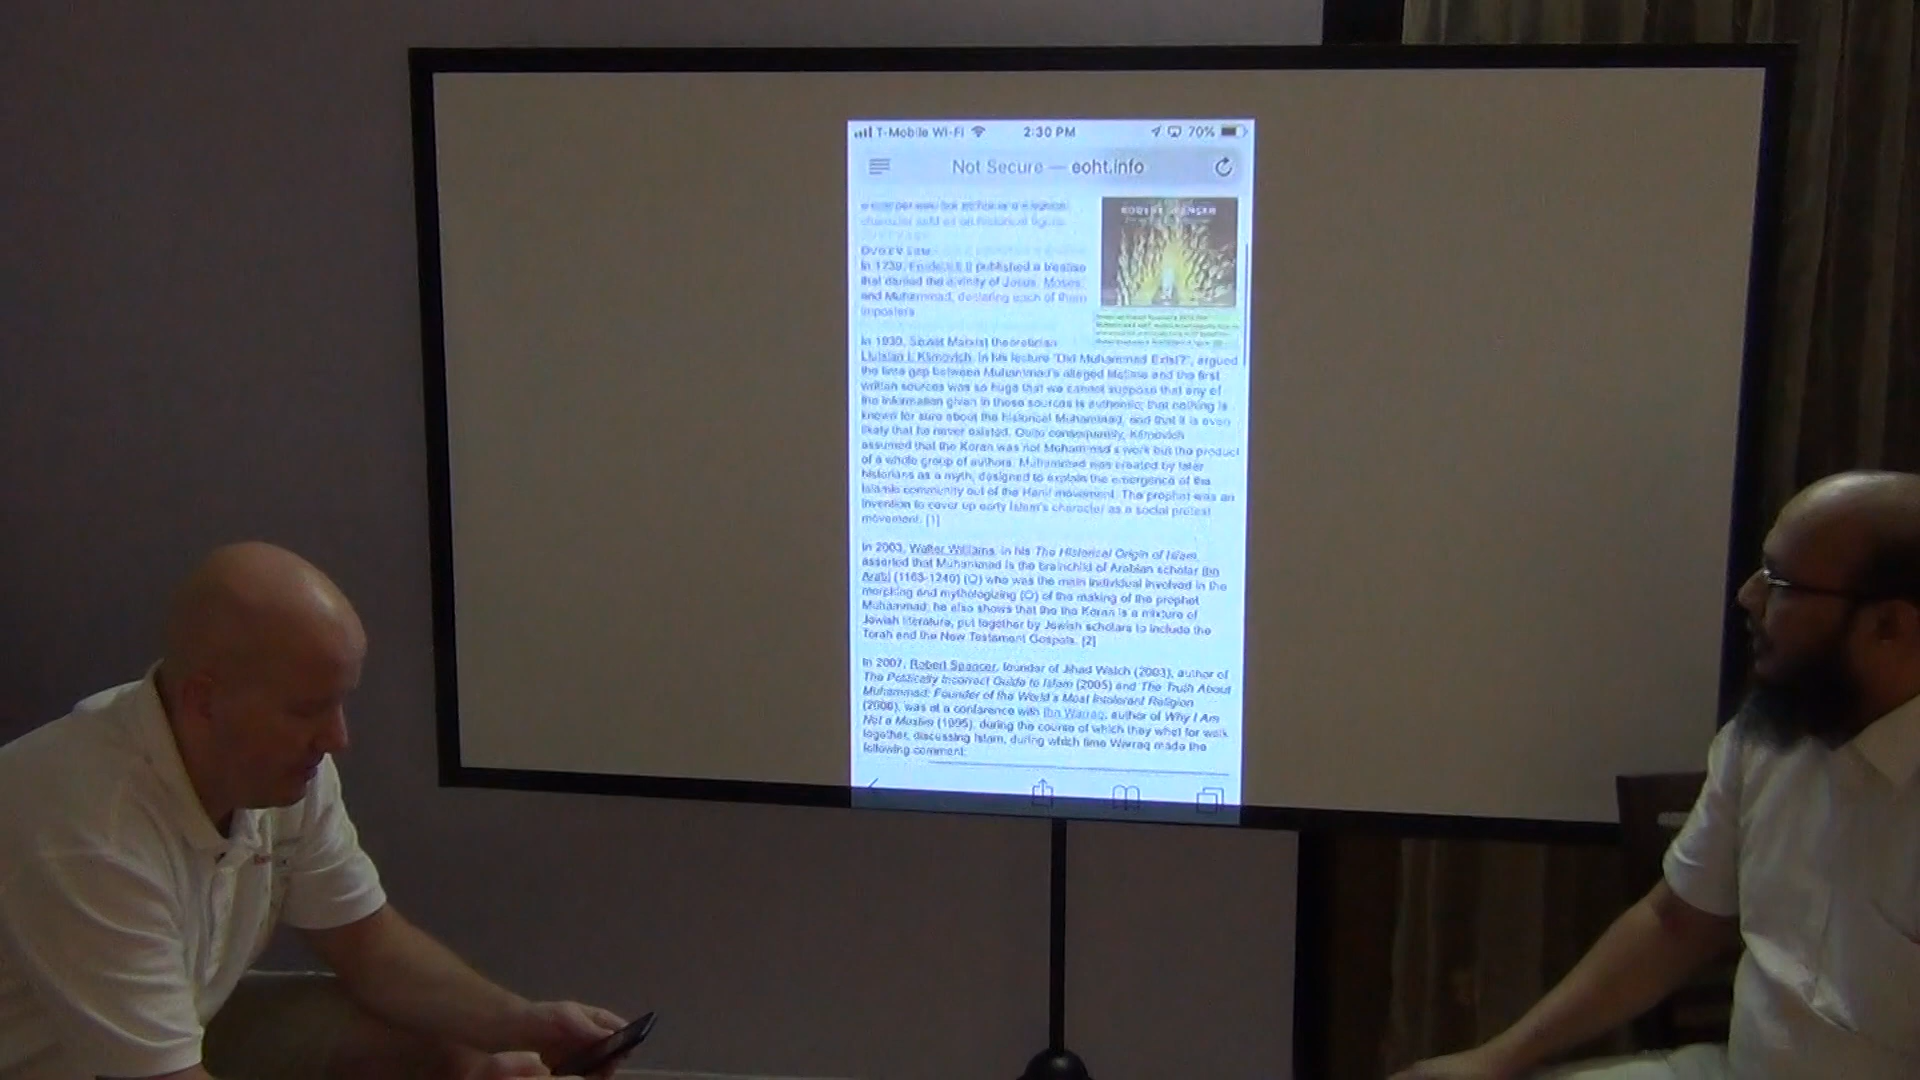 T-Mobile Wi-Fi 2:30 PM 70%
Not Secure — eoht.info
ROBERT SPENCER
character and as an historical figure.
OVERVIEW
In 1239, Frederick II published a treatise
that denied the divinity of Jesus, Moses,
and Muhammad, declaring each of them
imposters
In 1930, Soviet Marxist theoretician
Liutsian I. Klimovich, in his lecture "Did Muhammad Exist?", argued
the time gap between Muhammad's alleged lifetime and the first
written sources was so huge that we cannot suppose that any of
the information given in these sources is authentic; that nothing is
known for sure about the historical Muhammad, and that it is even
likely that he never existed. Quite consequently, Klimovich
assumed that the Koran was not Muhammad's work but the product
of a whole group of authors. Muhammad was created by later
historians as a myth, designed to explain the emergence of the
Islamic community out of the Hanif movement. The prophet was an
invention to cover up early Islam's character as a social protest
movement. [1]
In 2003, Walter Williams, in his The Historical Origin of Islam,
asserted that Muhammad is the brainchild of Arabian scholar Ibn
Arabi (1163-1240) (Q) who was the main individual involved in the
morphing and mythologizing (Q) of the making of the prophet
Muhammad; he also shows that the the Koran is a mixture of
Jewish literature, put together by Jewish scholars to include the
Torah and the New Testament Gospels. [2]
In 2007, Robert Spencer, founder of Jihad Watch (2003), author of
The Politically Incorrect Guide to Islam (2005) and The Truth About
Muhammad: Founder of the World's Most Intolerant Religion
(2006), was at a conference with Ibn Warraq, author of Why I Am
Not a Muslim (1995), during the course of which they whet for walk
together, discussing Islam, during which time Warraq made the
following comment: